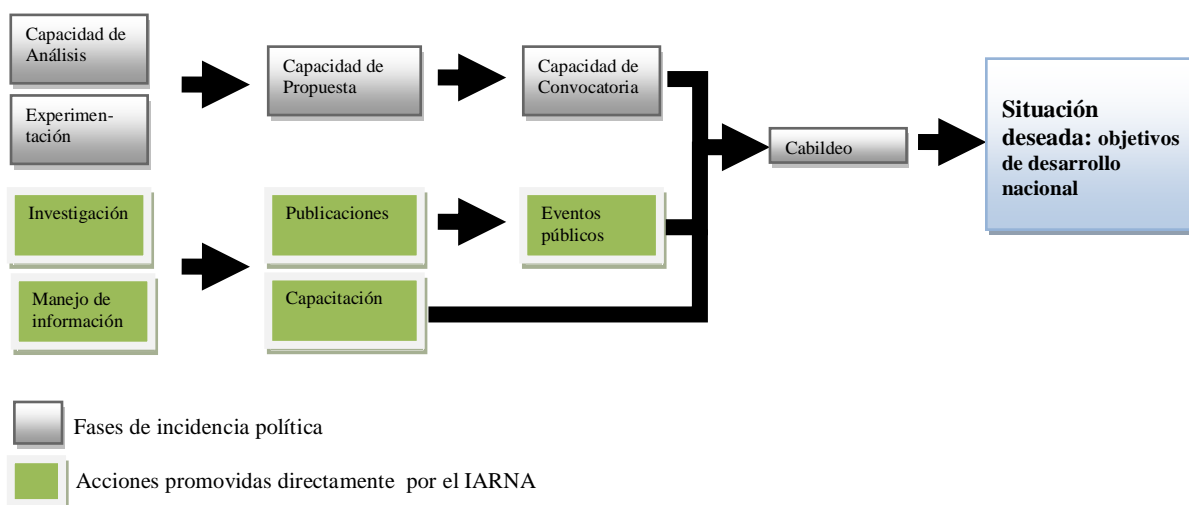 Capacidad de
Análisis
Experimen-
tación
Capacidad de
Propuesta
Capacidad de
Convocatoria
Cabildeo
Situación
deseada: objetivos
de desarrollo
nacional
Investigación
Manejo de
información
Publicaciones
Capacitación
Eventos
públicos
Fases de incidencia política
Acciones promovidas directamente por el IARNA